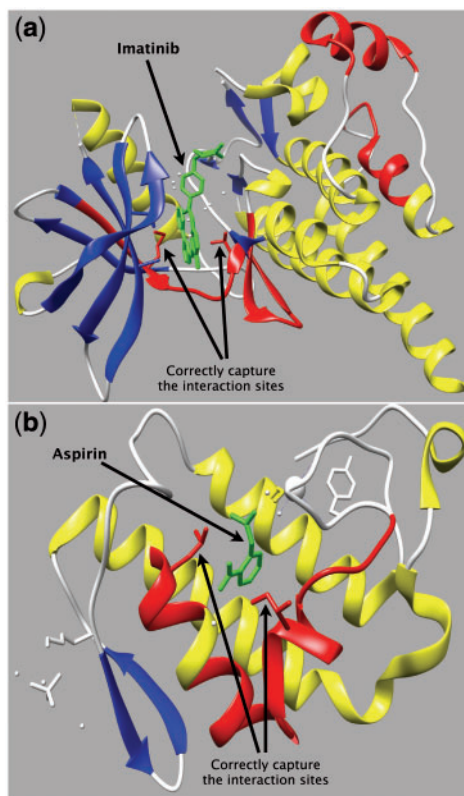 (a)
Imatinib
Correctly capture
the interaction sites
(b)
Aspirin
Correctly capture
the interaction sites